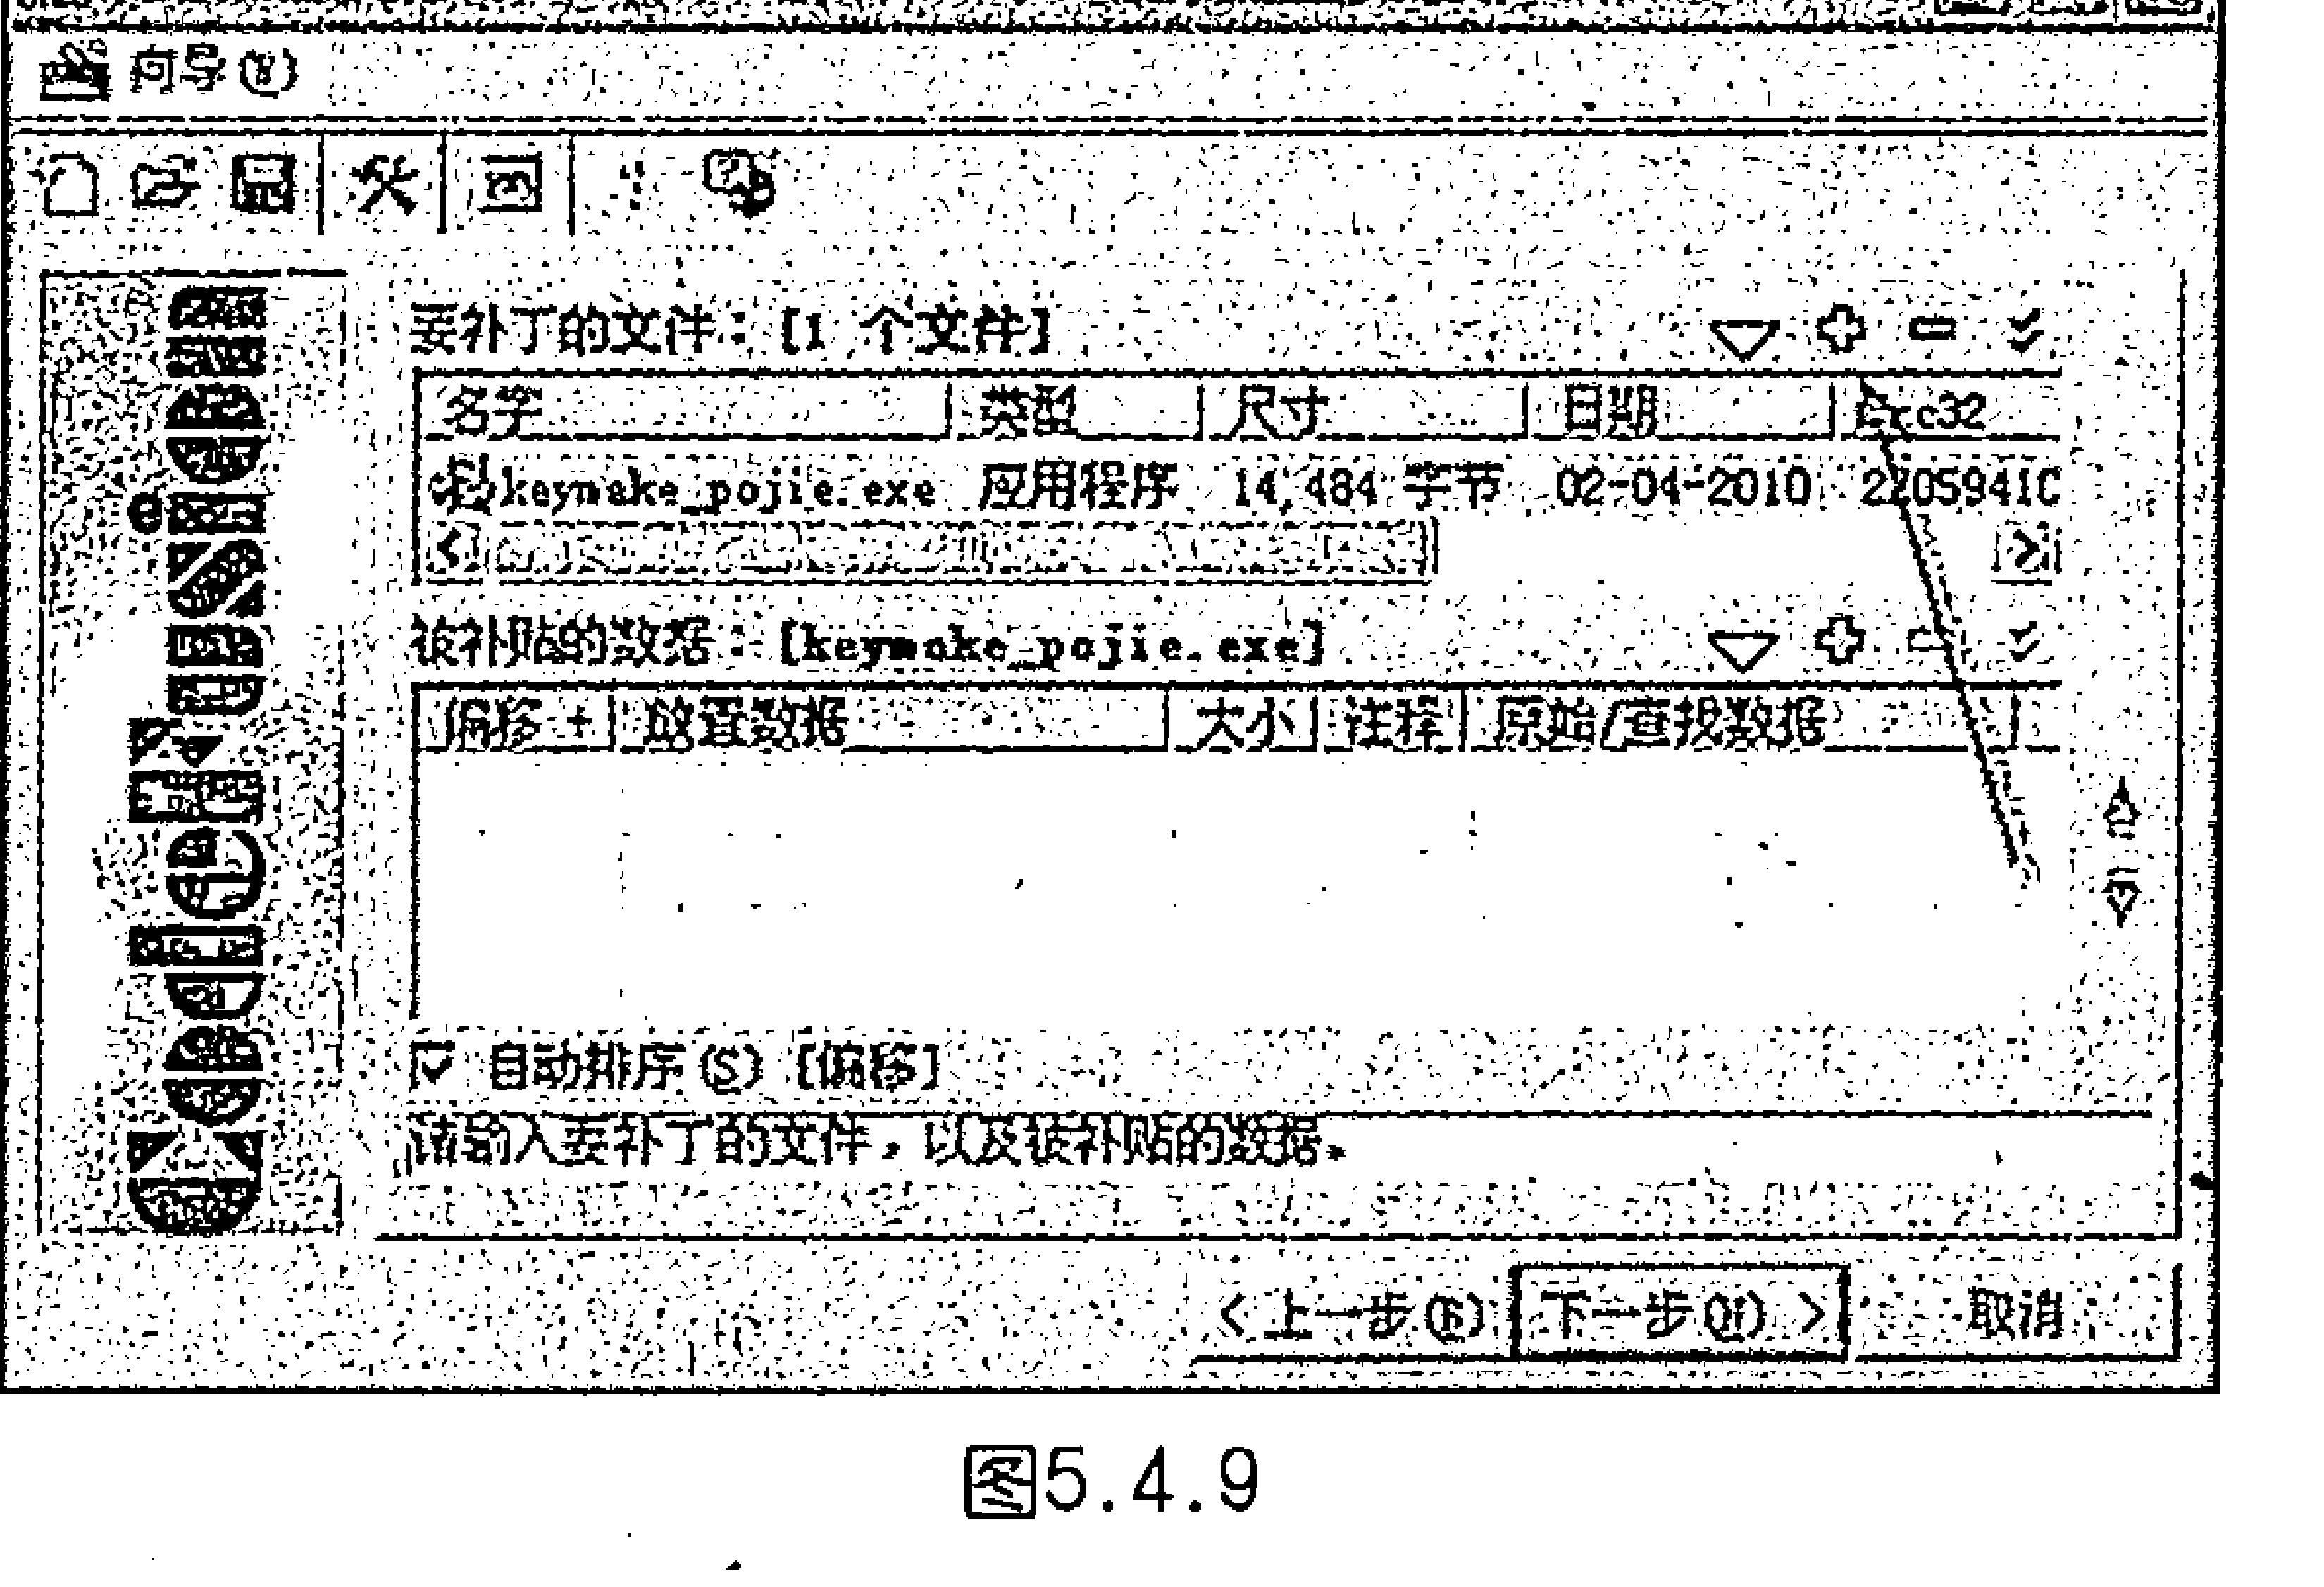 向导(W)
要补丁的文件: [1 个文件]
名字 类型 尺寸 日期 Crc32
keymake_pojie.exe 应用程序 14,484 字节 02-04-2010 2205941C
被补贴的数据: [keymake_pojie.exe]
偏移 + 放置数据 大小 注释 原始/查找数据
自动排序(S) [偏移]
请输入要补丁的文件，以及被补贴的数据.
< 上一步(B) 下一步(N) > 取消
图5.4.9